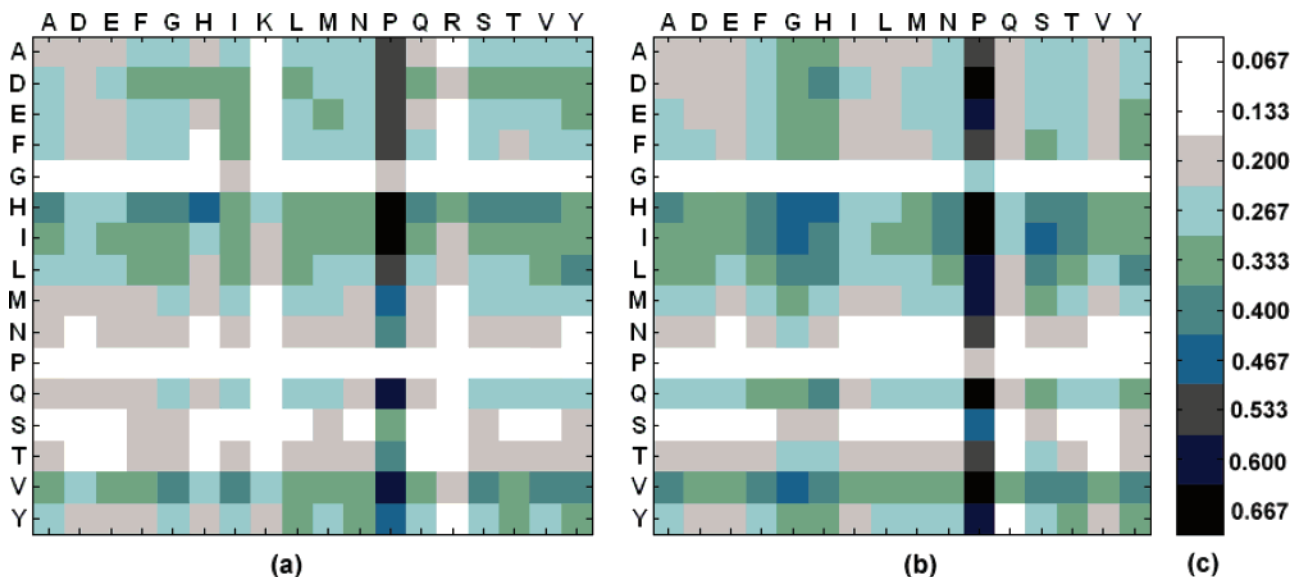 A D E F G H I K L M N P Q R S T V Y
A
D
E
F
G
H
I
L
M
N
P
Q
S
T
V
Y
(a)
A D E F G H I L M N P Q S T V Y
A
D
E
F
G
H
I
L
M
N
P
Q
S
T
V
Y
(b)
0.067
0.133
0.200
0.267
0.333
0.400
0.467
0.533
0.600
0.667
(c)